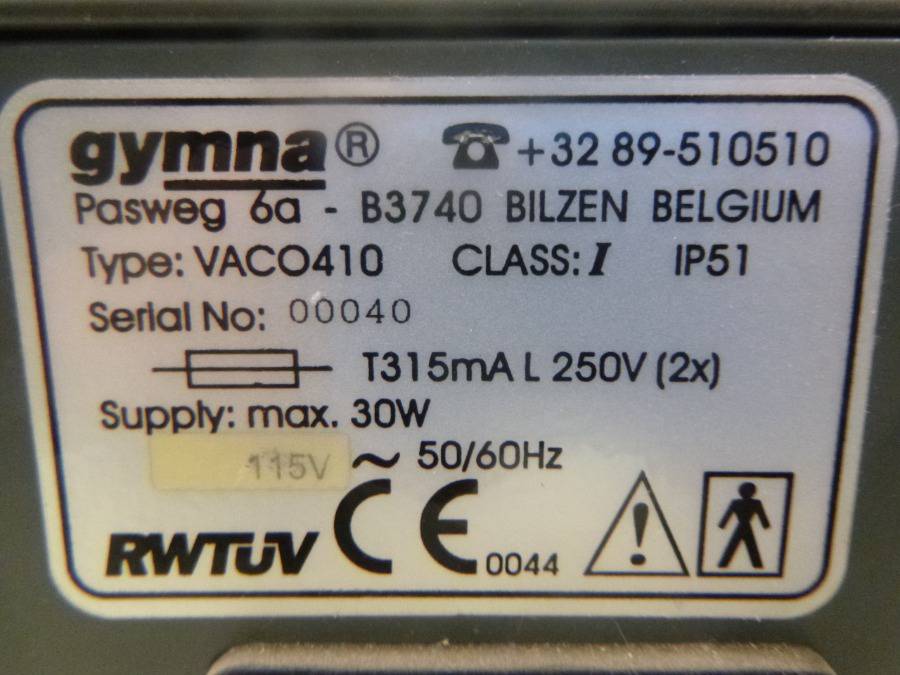 gymna® ☎ +32 89-510510
Pasweg 6a - B3740 BILZEN BELGIUM
Type: VACO410 CLASS: I IP51
Serial No: 00040
T315mA L 250V (2x)
Supply: max. 30W
115V ~ 50/60Hz
RWTÜV CE 0044